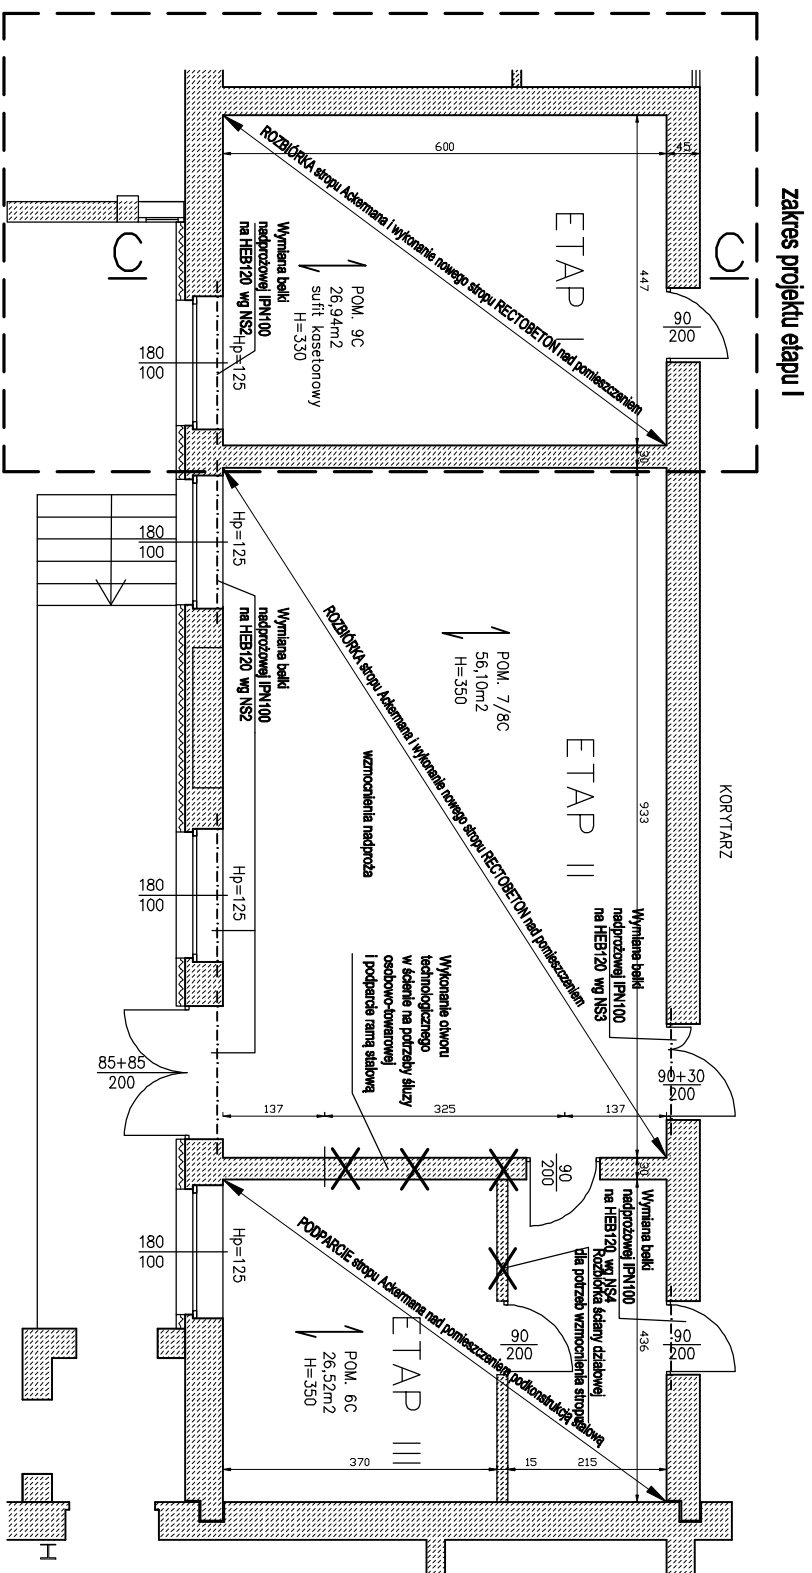 zakres projektu etapu I
C
C
600
45
447
30
ROZBIÓRKA stropu Ackermana i wykonanie nowego stropu RECTOBETON nad pomieszczeniem
ETAP I
POM. 9C
26,94m2
sufit kasetonowy
H=330
Wymiana belki
nadprożowej IPN100
na HEB120 wg NS2
Hp=125
180
100
90
200
KORYTARZ
933
ROZBIÓRKA stropu Ackermana i wykonanie nowego stropu RECTOBETON nad pomieszczeniem
ETAP II
POM. 7/8C
56,10m2
H=350
Wymiana belki
nadprożowej IPN100
na HEB120 wg NS2
Hp=125
180
100
wzmocnienia nadproża
Hp=125
180
100
Wymiana belki
nadprożowej IPN100
na HEB120 wg NS3
90+30
200
Wykonanie otworu
technologicznego
w ścienie na potrzeby śluzy
osobowo-towarowej
i podparcie ramą stalową
85+85
200
137
325
137
30
90
200
Wymiana belki
nadprożowej IPN100
na HEB120 wg NS4
Rozbiórka ściany działowej
dla potrzeb wzmocnienia stropu
90
200
90
200
436
PODPARCIE stropu Ackermana nad pomieszczeniem podkonstrukcją stalową
ETAP III
POM. 6C
26,52m2
H=350
Hp=125
180
100
370
15
215
H